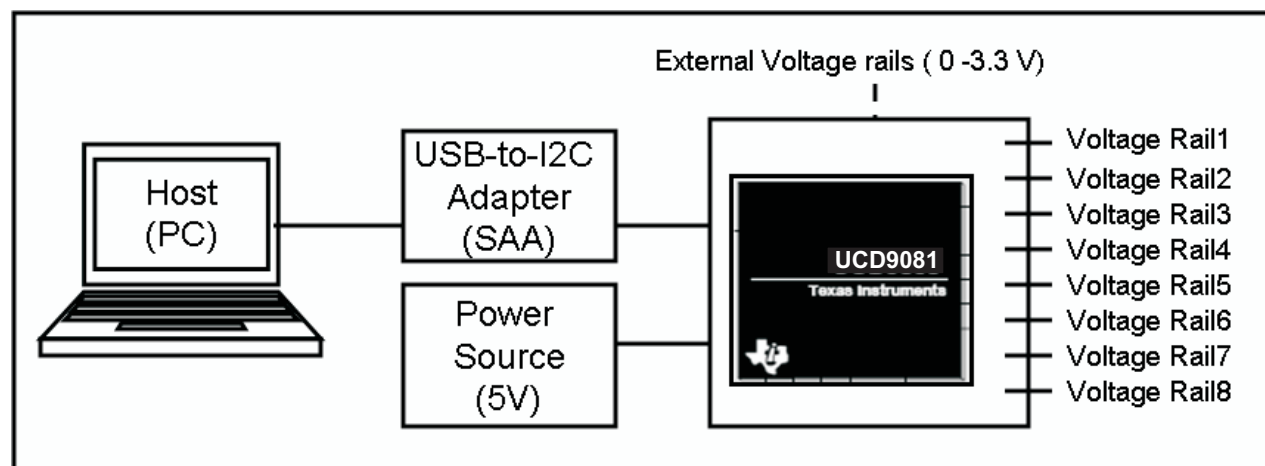 External Voltage rails ( 0 -3.3 V)
Host
(PC)
USB-to-I2C
Adapter
(SAA)
Power
Source
(5V)
UCD9081
Texas Instruments
Voltage Rail1
Voltage Rail2
Voltage Rail3
Voltage Rail4
Voltage Rail5
Voltage Rail6
Voltage Rail7
Voltage Rail8